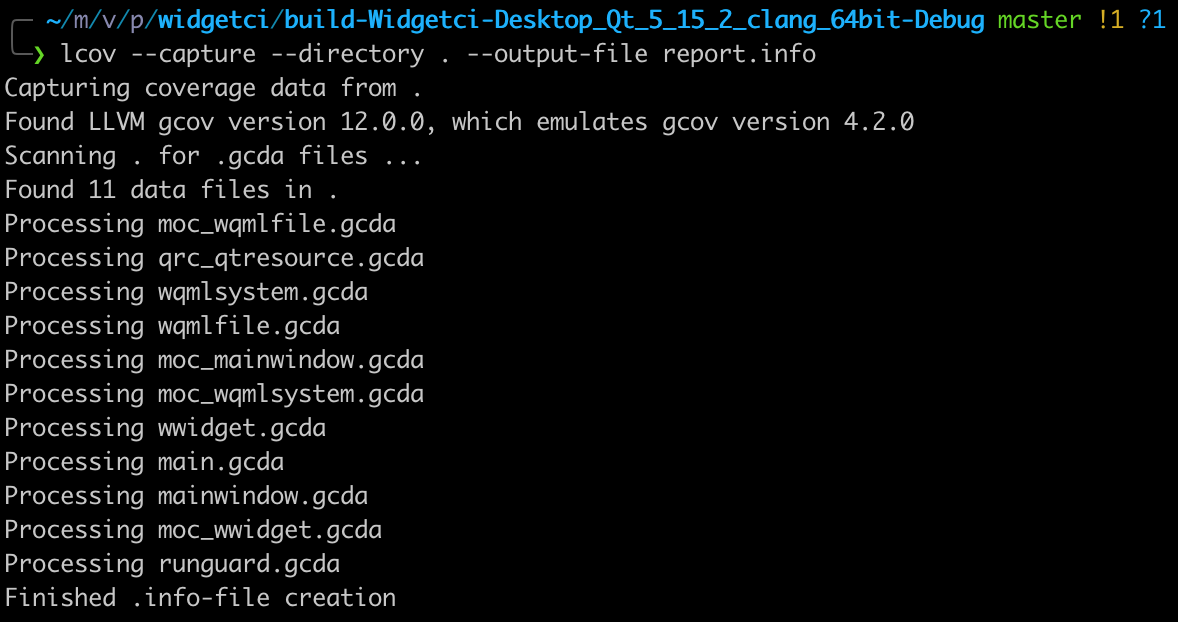 ~/m/v/p/widgetci/build-Widgetci-Desktop_Qt_5_15_2_clang_64bit-Debug master !1 ?1
❯ lcov --capture --directory . --output-file report.info
Capturing coverage data from .
Found LLVM gcov version 12.0.0, which emulates gcov version 4.2.0
Scanning . for .gcda files ...
Found 11 data files in .
Processing moc_wqmlfile.gcda
Processing qrc_qtresource.gcda
Processing wqmlsystem.gcda
Processing wqmlfile.gcda
Processing moc_mainwindow.gcda
Processing moc_wqmlsystem.gcda
Processing wwidget.gcda
Processing main.gcda
Processing mainwindow.gcda
Processing moc_wwidget.gcda
Processing runguard.gcda
Finished .info-file creation